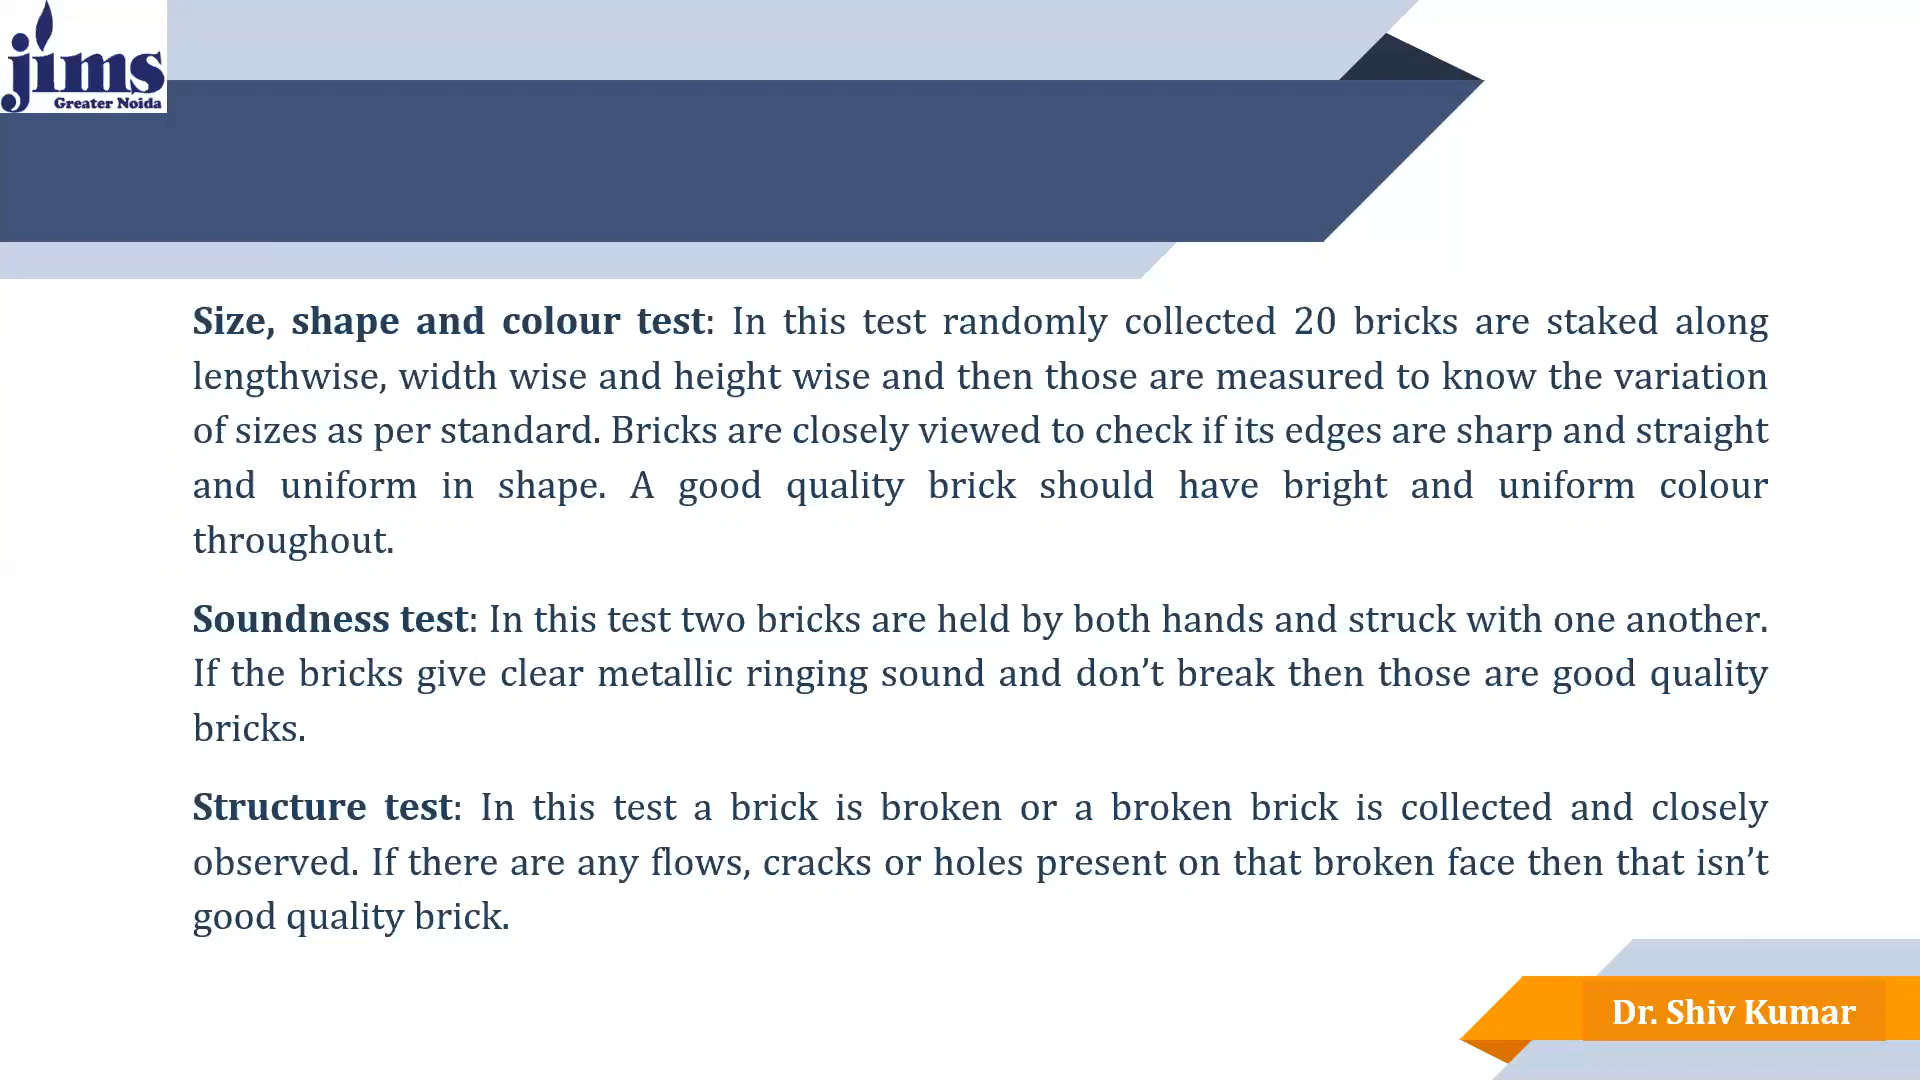 jims
Greater Noida
Size, shape and colour test: In this test randomly collected 20 bricks are staked along
lengthwise, width wise and height wise and then those are measured to know the variation
of sizes as per standard. Bricks are closely viewed to check if its edges are sharp and straight
and uniform in shape. A good quality brick should have bright and uniform colour
throughout.
Soundness test: In this test two bricks are held by both hands and struck with one another.
If the bricks give clear metallic ringing sound and don’t break then those are good quality
bricks.
Structure test: In this test a brick is broken or a broken brick is collected and closely
observed. If there are any flows, cracks or holes present on that broken face then that isn’t
good quality brick.
Dr. Shiv Kumar